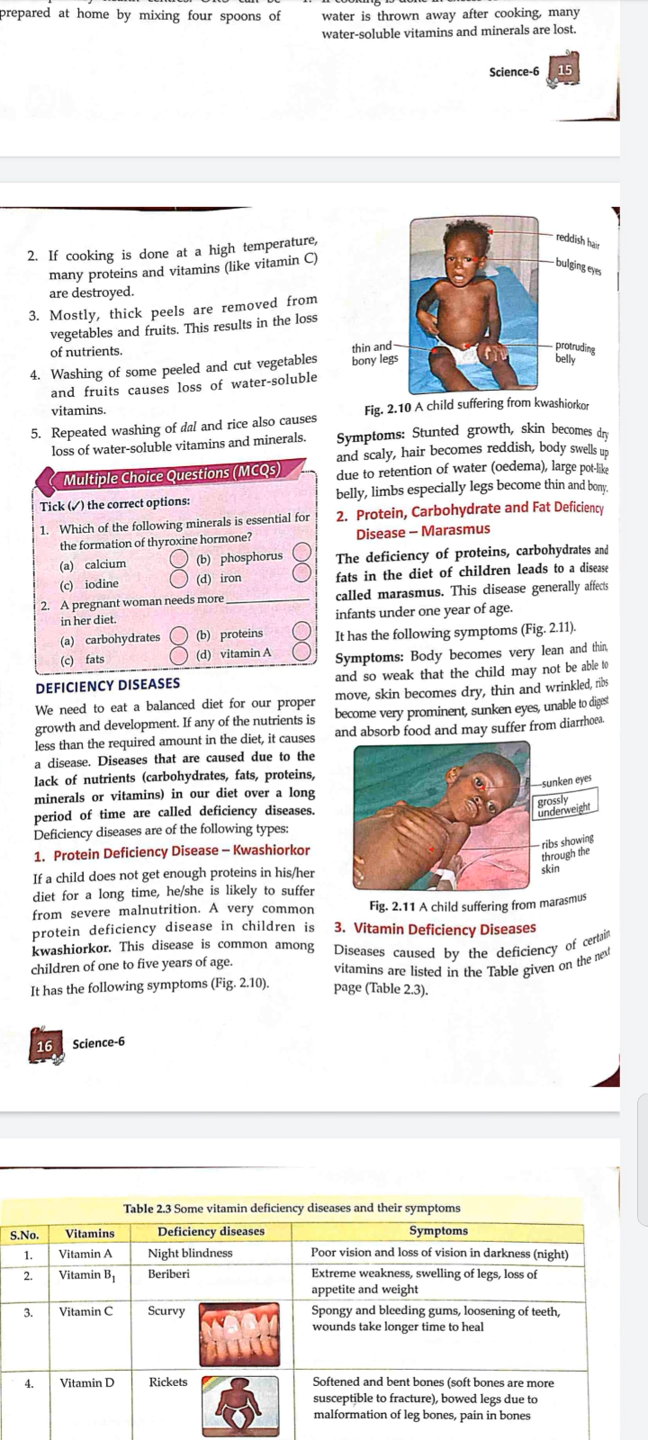 prepared at home by mixing four spoons of
water is thrown away after cooking, many
water-soluble vitamins and minerals are lost.
Science-6 15
2. If cooking is done at a high temperature,
many proteins and vitamins (like vitamin C)
are destroyed.
3. Mostly, thick peels are removed from
vegetables and fruits. This results in the loss
of nutrients.
4. Washing of some peeled and cut vegetables
and fruits causes loss of water-soluble
vitamins.
5. Repeated washing of dal and rice also causes
loss of water-soluble vitamins and minerals.
Multiple Choice Questions (MCQs)
Tick (✓) the correct options:
1. Which of the following minerals is essential for
the formation of thyroxine hormone?
(a) calcium (b) phosphorus
(c) iodine (d) iron
2. A pregnant woman needs more ____________
in her diet.
(a) carbohydrates (b) proteins
(c) fats (d) vitamin A
DEFICIENCY DISEASES
We need to eat a balanced diet for our proper
growth and development. If any of the nutrients is
less than the required amount in the diet, it causes
a disease. Diseases that are caused due to the
lack of nutrients (carbohydrates, fats, proteins,
minerals or vitamins) in our diet over a long
period of time are called deficiency diseases.
Deficiency diseases are of the following types:
1. Protein Deficiency Disease – Kwashiorkor
If a child does not get enough proteins in his/her
diet for a long time, he/she is likely to suffer
from severe malnutrition. A very common
protein deficiency disease in children is
kwashiorkor. This disease is common among
children of one to five years of age.
It has the following symptoms (Fig. 2.10).
16 Science-6
reddish hair
bulging eyes
thin and
bony legs
protruding
belly
Fig. 2.10 A child suffering from kwashiorkor
Symptoms: Stunted growth, skin becomes dry
and scaly, hair becomes reddish, body swells up
due to retention of water (oedema), large pot-like
belly, limbs especially legs become thin and bony.
2. Protein, Carbohydrate and Fat Deficiency
Disease – Marasmus
The deficiency of proteins, carbohydrates and
fats in the diet of children leads to a disease
called marasmus. This disease generally affects
infants under one year of age.
It has the following symptoms (Fig. 2.11).
Symptoms: Body becomes very lean and thin,
and so weak that the child may not be able to
move, skin becomes dry, thin and wrinkled, ribs
become very prominent, sunken eyes, unable to digest
and absorb food and may suffer from diarrhoea.
sunken eyes
grossly
underweight
ribs showing
through the
skin
Fig. 2.11 A child suffering from marasmus
3. Vitamin Deficiency Diseases
Diseases caused by the deficiency of certain
vitamins are listed in the Table given on the next
page (Table 2.3).
Table 2.3 Some vitamin deficiency diseases and their symptoms
S.No. Vitamins Deficiency diseases Symptoms
1. Vitamin A Night blindness Poor vision and loss of vision in darkness (night)
2. Vitamin B₁ Beriberi Extreme weakness, swelling of legs, loss of
appetite and weight
3. Vitamin C Scurvy Spongy and bleeding gums, loosening of teeth,
wounds take longer time to heal
4. Vitamin D Rickets Softened and bent bones (soft bones are more
susceptible to fracture), bowed legs due to
malformation of leg bones, pain in bones